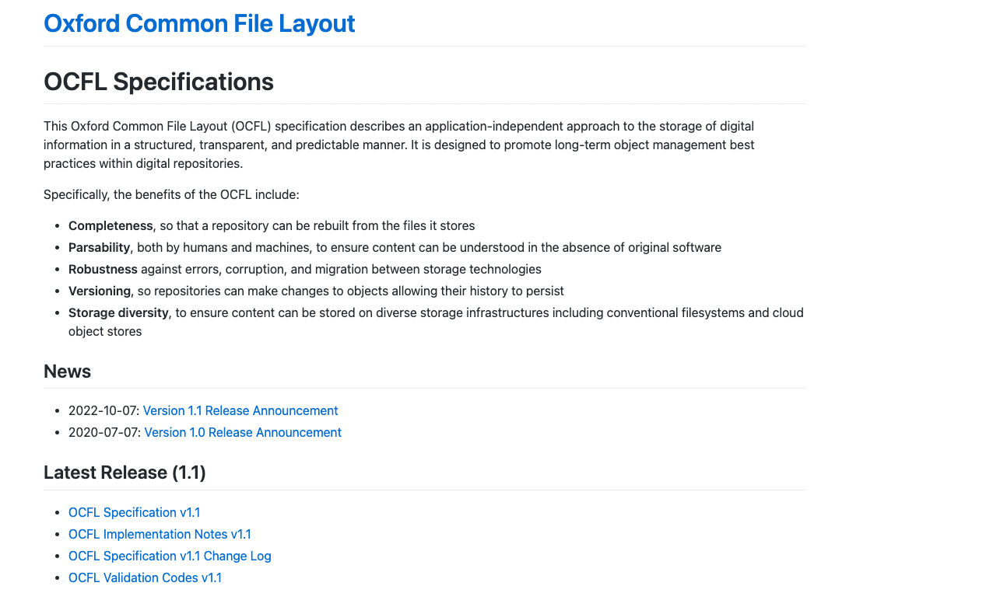 Oxford Common File Layout
OCFL Specifications
This Oxford Common File Layout (OCFL) specification describes an application-independent approach to the storage of digital
information in a structured, transparent, and predictable manner. It is designed to promote long-term object management best
practices within digital repositories.
Specifically, the benefits of the OCFL include:
• Completeness, so that a repository can be rebuilt from the files it stores
• Parsability, both by humans and machines, to ensure content can be understood in the absence of original software
• Robustness against errors, corruption, and migration between storage technologies
• Versioning, so repositories can make changes to objects allowing their history to persist
• Storage diversity, to ensure content can be stored on diverse storage infrastructures including conventional filesystems and cloud
object stores
News
• 2022-10-07: Version 1.1 Release Announcement
• 2020-07-07: Version 1.0 Release Announcement
Latest Release (1.1)
• OCFL Specification v1.1
• OCFL Implementation Notes v1.1
• OCFL Specification v1.1 Change Log
• OCFL Validation Codes v1.1